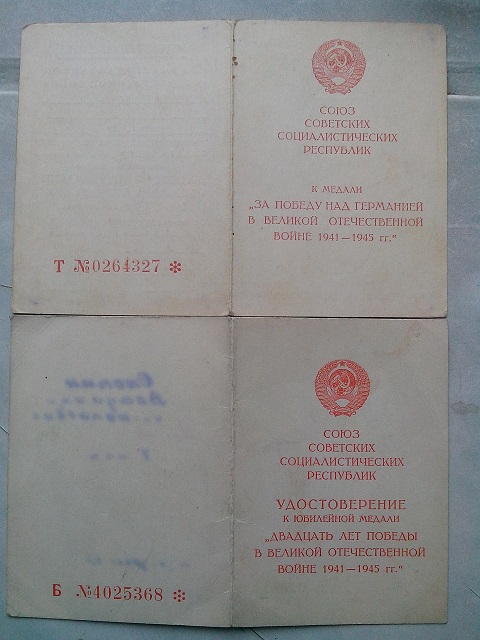 Т №0264327 *
СОЮЗ
СОВЕТСКИХ
СОЦИАЛИСТИЧЕСКИХ
РЕСПУБЛИК
К МЕДАЛИ
„ЗА ПОБЕДУ НАД ГЕРМАНИЕЙ
В ВЕЛИКОЙ ОТЕЧЕСТВЕННОЙ
ВОЙНЕ 1941—1945 гг.“
Б №4025368 *
СОЮЗ
СОВЕТСКИХ
СОЦИАЛИСТИЧЕСКИХ
РЕСПУБЛИК
УДОСТОВЕРЕНИЕ
К ЮБИЛЕЙНОЙ МЕДАЛИ
„ДВАДЦАТЬ ЛЕТ ПОБЕДЫ
В ВЕЛИКОЙ ОТЕЧЕСТВЕННОЙ
ВОЙНЕ 1941—1945 гг.“